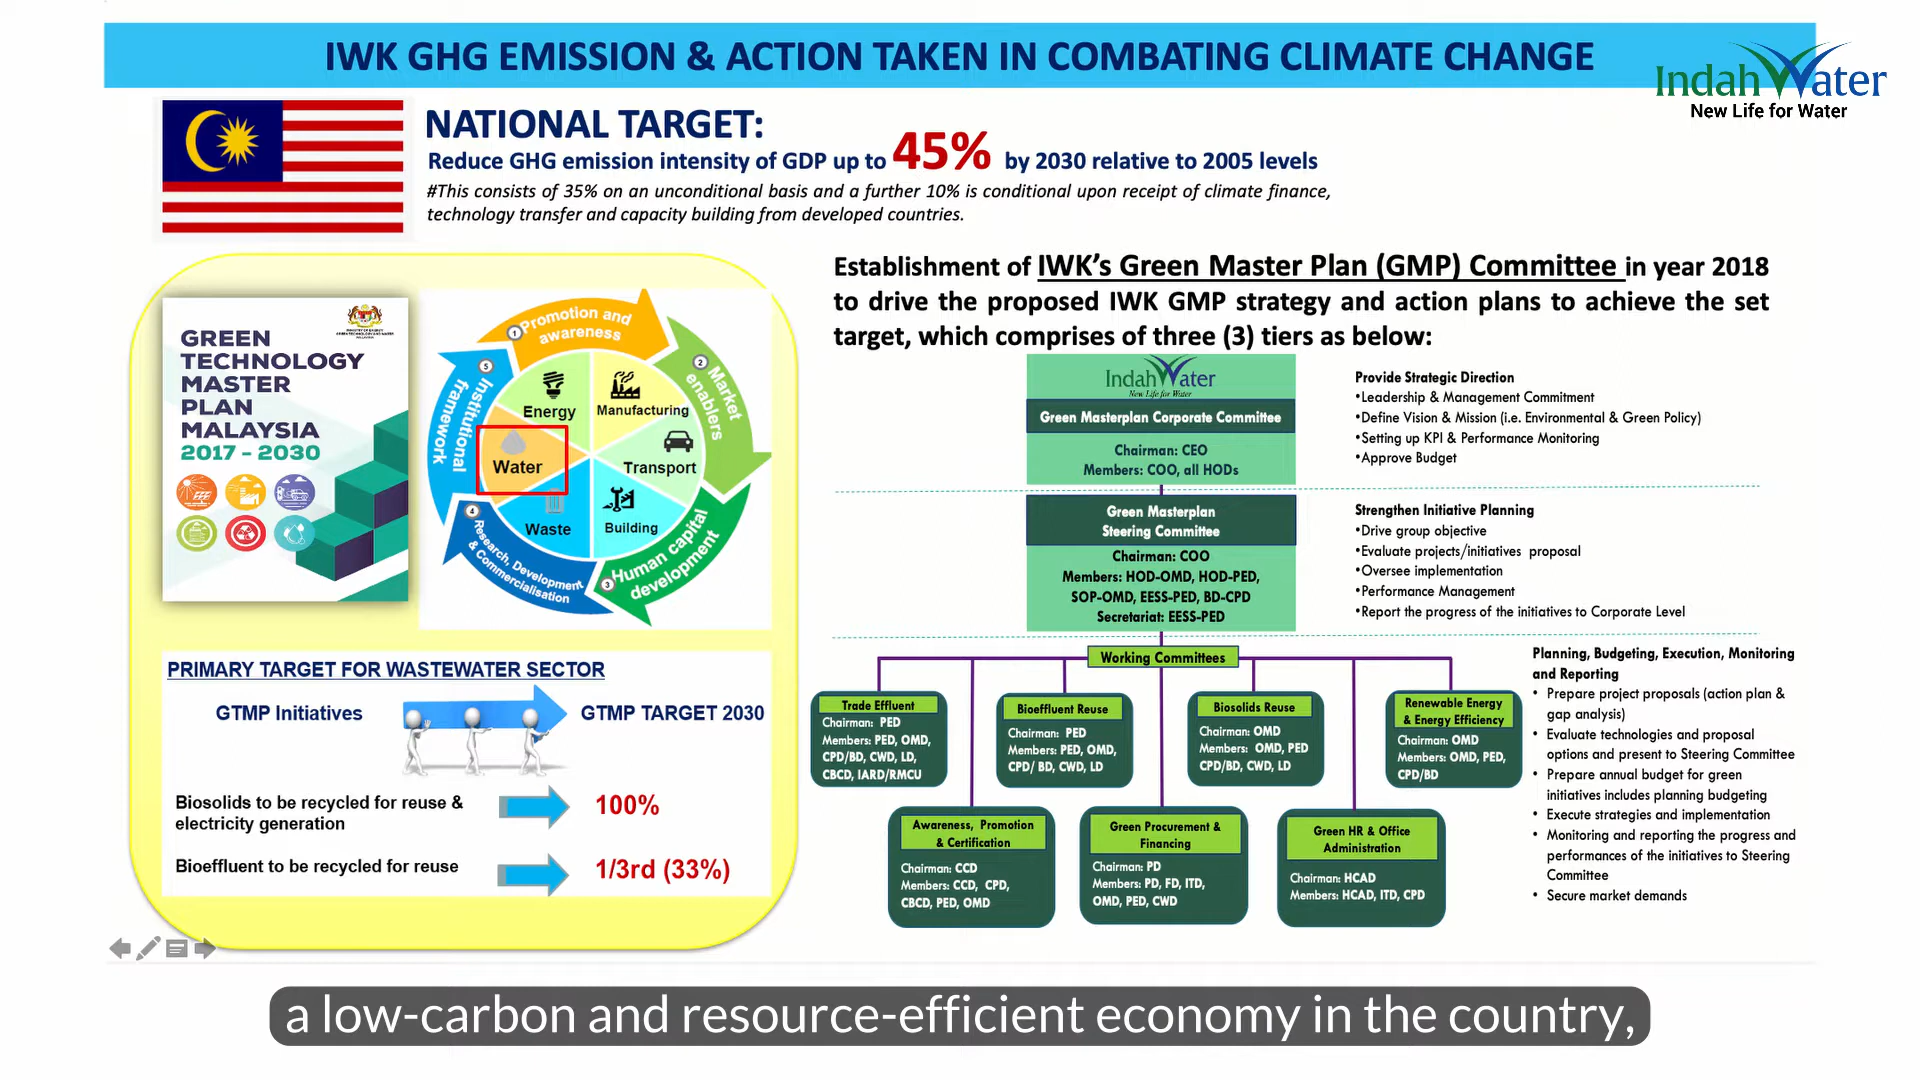 IWK GHG EMISSION & ACTION TAKEN IN COMBATING CLIMATE CHANGE
IndahWater
New Life for Water
NATIONAL TARGET:
Reduce GHG emission intensity of GDP up to 45% by 2030 relative to 2005 levels
#This consists of 35% on an unconditional basis and a further 10% is conditional upon receipt of climate finance,
technology transfer and capacity building from developed countries.
GREEN
TECHNOLOGY
MASTER
PLAN
MALAYSIA
2017 - 2030
1
Promotion and
awareness
2
Market
enablers
3
Human capital
development
4
Research, Development
& Commercialisation
5
Institutional
framework
Energy
Manufacturing
Water
Transport
Waste
Building
PRIMARY TARGET FOR WASTEWATER SECTOR
GTMP Initiatives
GTMP TARGET 2030
Biosolids to be recycled for reuse &
electricity generation
100%
Bioeffluent to be recycled for reuse
1/3rd (33%)
Establishment of IWK's Green Master Plan (GMP) Committee in year 2018
to drive the proposed IWK GMP strategy and action plans to achieve the set
target, which comprises of three (3) tiers as below:
IndahWater
New Life for Water
Green Masterplan Corporate Committee
Chairman: CEO
Members: COO, all HODs
Provide Strategic Direction
•Leadership & Management Commitment
•Define Vision & Mission (i.e. Environmental & Green Policy)
•Setting up KPI & Performance Monitoring
•Approve Budget
Green Masterplan
Steering Committee
Chairman: COO
Members: HOD-OMD, HOD-PED,
SOP-OMD, EESS-PED, BD-CPD
Secretariat: EESS-PED
Strengthen Initiative Planning
•Drive group objective
•Evaluate projects/initiatives proposal
•Oversee implementation
•Performance Management
•Report the progress of the initiatives to Corporate Level
Working Committees
Trade Effluent
Chairman: PED
Members: PED, OMD,
CPD/BD, CWD, LD,
CBCD, IARD/RMCU
Bioeffluent Reuse
Chairman: PED
Members: PED, OMD,
CPD/ BD, CWD, LD
Biosolids Reuse
Chairman: OMD
Members: OMD, PED
CPD/BD, CWD, LD
Renewable Energy
& Energy Efficiency
Chairman: OMD
Members: OMD, PED,
CPD/BD
Awareness, Promotion
& Certification
Chairman: CCD
Members: CCD, CPD,
CBCD, PED, OMD
Green Procurement &
Financing
Chairman: PD
Members: PD, FD, ITD,
OMD, PED, CWD
Green HR & Office
Administration
Chairman: HCAD
Members: HCAD, ITD, CPD
Planning, Budgeting, Execution, Monitoring
and Reporting
• Prepare project proposals (action plan &
gap analysis)
• Evaluate technologies and proposal
options and present to Steering Committee
• Prepare annual budget for green
initiatives includes planning budgeting
• Execute strategies and implementation
• Monitoring and reporting the progress and
performances of the initiatives to Steering
Committee
• Secure market demands
a low-carbon and resource-efficient economy in the country,